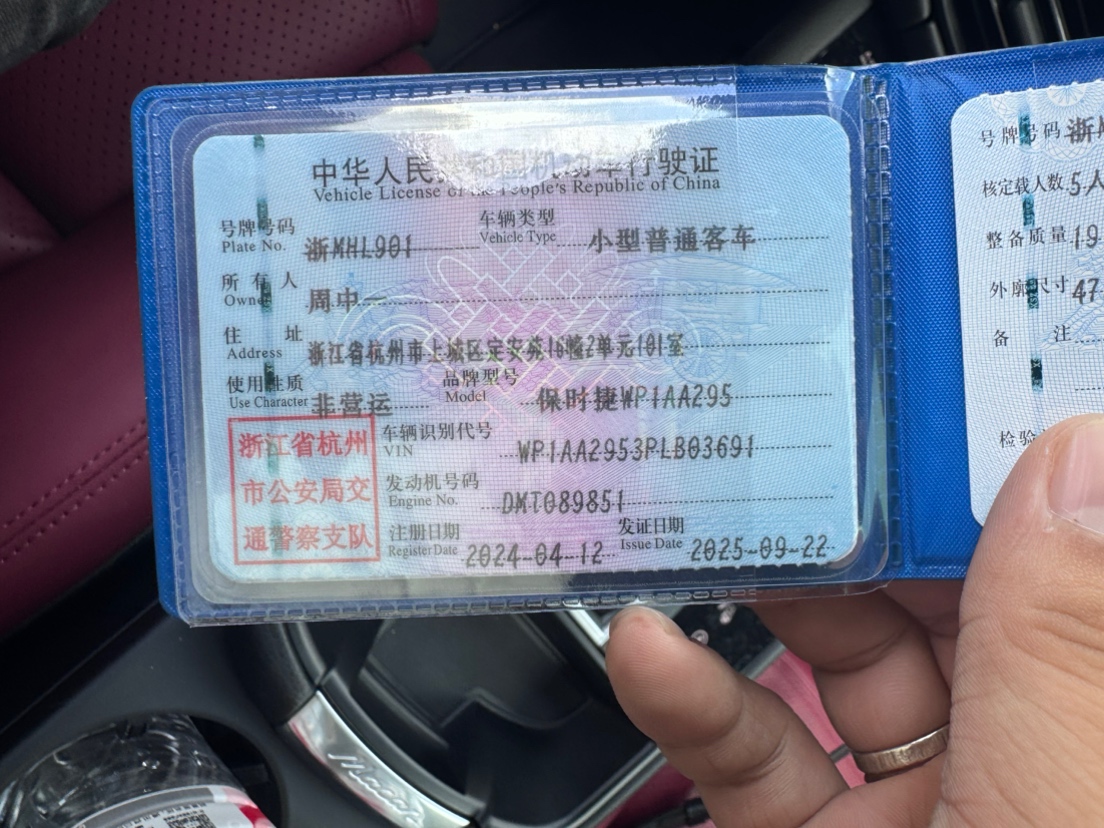 中华人民共和国机动车行驶证
Vehicle License of the People's Republic of China
号牌号码 浙MHL901 车辆类型 小型普通客车
Plate No. Vehicle Type
所有人 周中一
Owner
住址 浙江省杭州市上城区定安苑16幢2单元101室
Address
使用性质 非营运 品牌型号 保时捷WP1AA295
Use Character Model
浙江省杭州
市公安局交
通警察支队
车辆识别代号 WP1AA2953PLB03691
VIN
发动机号码 DMT089851
Engine No.
注册日期 2024-04-12 发证日期 2025-09-22
Register Date Issue Date
号牌号码 浙
核定载人数 5人
整备质量 19
外廓尺寸 47
备注
检验
Macan